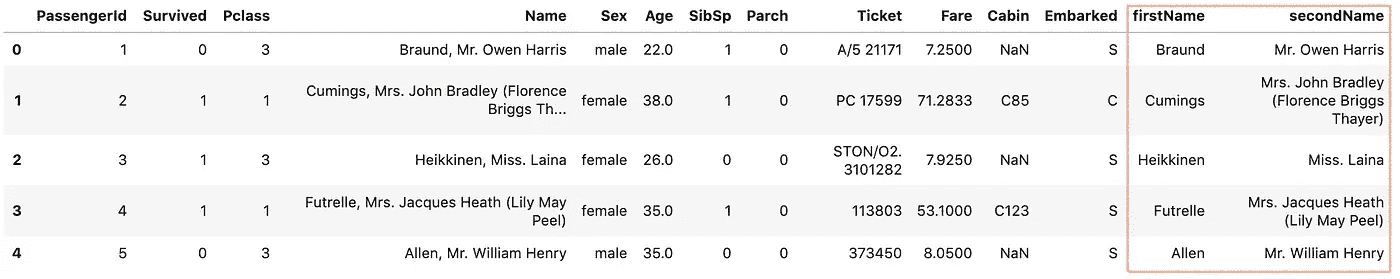 PassengerId Survived Pclass Name Sex Age SibSp Parch Ticket Fare Cabin Embarked firstName secondName
0 1 0 3 Braund, Mr. Owen Harris male 22.0 1 0 A/5 21171 7.2500 NaN S Braund Mr. Owen Harris
1 2 1 1 Cumings, Mrs. John Bradley (Florence Briggs Th... female 38.0 1 0 PC 17599 71.2833 C85 C Cumings Mrs. John Bradley (Florence Briggs Thayer)
2 3 1 3 Heikkinen, Miss. Laina female 26.0 0 0 STON/O2. 3101282 7.9250 NaN S Heikkinen Miss. Laina
3 4 1 1 Futrelle, Mrs. Jacques Heath (Lily May Peel) female 35.0 1 0 113803 53.1000 C123 S Futrelle Mrs. Jacques Heath (Lily May Peel)
4 5 0 3 Allen, Mr. William Henry male 35.0 0 0 373450 8.0500 NaN S Allen Mr. William Henry